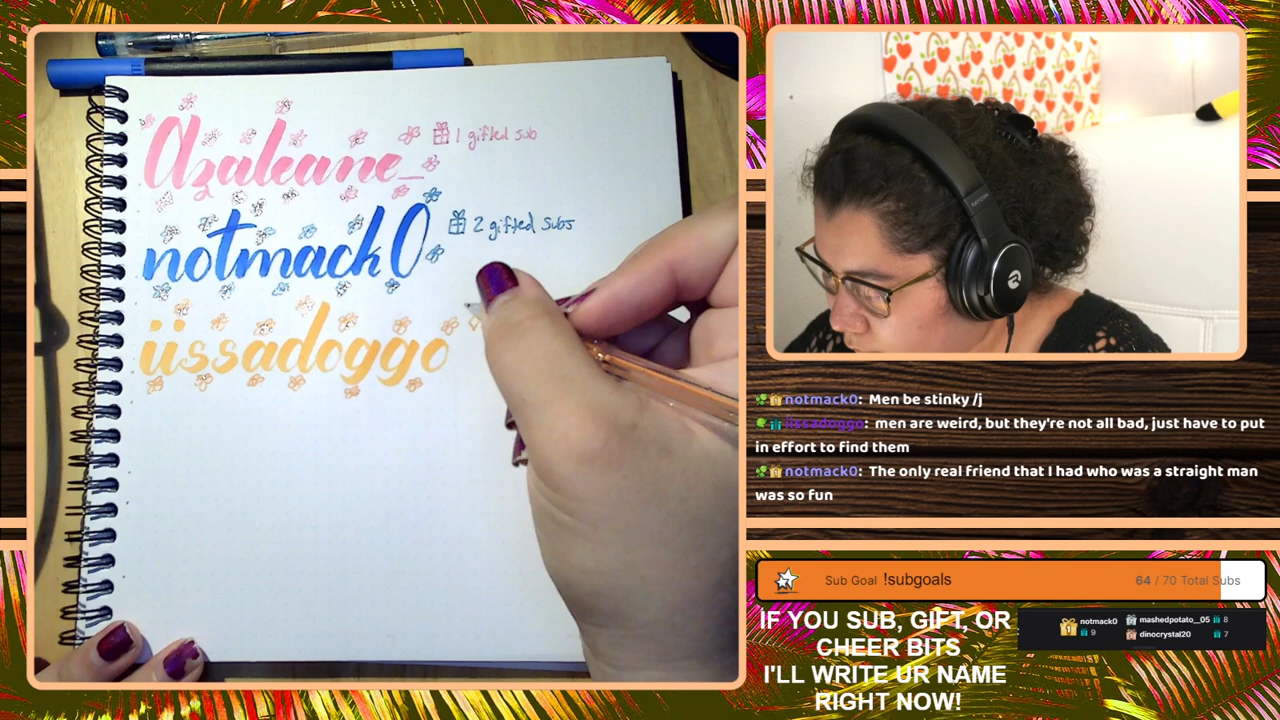 Azaleane_
1 gifted sub
notmack0
2 gifted subs
iissadoggo
notmack0: Men be stinky /j
iissadoggo: men are weird, but they're not all bad, just have to put
in effort to find them
notmack0: The only real friend that I had who was a straight man
was so fun
Sub Goal !subgoals 64 / 70 Total Subs
IF YOU SUB, GIFT, OR
CHEER BITS
I'LL WRITE UR NAME
RIGHT NOW!
1 notmack0 9
mashedpotato__05 8
dinocrystal20 7